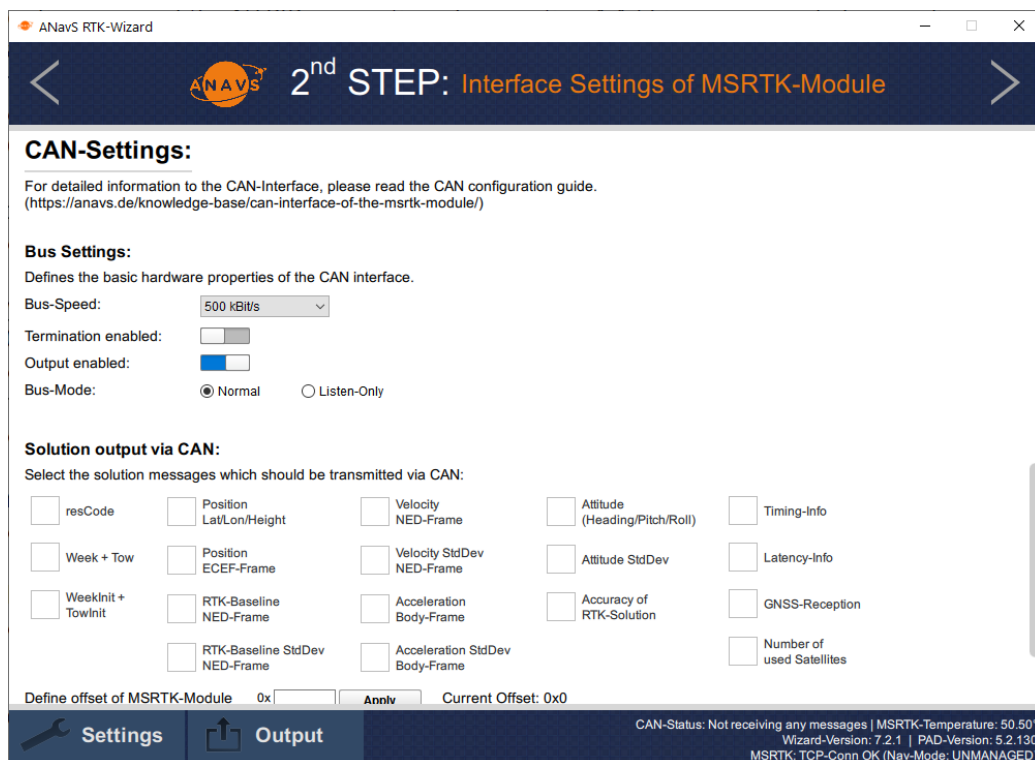 ANavS RTK-Wizard
ANAVS
2nd STEP: Interface Settings of MSRTK-Module
CAN-Settings:
For detailed information to the CAN-Interface, please read the CAN configuration guide.
(https://anavs.de/knowledge-base/can-interface-of-the-msrtk-module/)
Bus Settings:
Defines the basic hardware properties of the CAN interface.
Bus-Speed: 500 kBit/s
Termination enabled:
Output enabled:
Bus-Mode: Normal Listen-Only
Solution output via CAN:
Select the solution messages which should be transmitted via CAN:
resCode
Position
Lat/Lon/Height
Velocity
NED-Frame
Attitude
(Heading/Pitch/Roll)
Timing-Info
Week + Tow
Position
ECEF-Frame
Velocity StdDev
NED-Frame
Attitude StdDev
Latency-Info
WeekInit +
TowInit
RTK-Baseline
NED-Frame
Acceleration
Body-Frame
Accuracy of
RTK-Solution
GNSS-Reception
RTK-Baseline StdDev
NED-Frame
Acceleration StdDev
Body-Frame
Number of
used Satellites
Define offset of MSRTK-Module 0x Apply Current Offset: 0x0
Settings
Output
CAN-Status: Not receiving any messages | MSRTK-Temperature: 50.50°
Wizard-Version: 7.2.1 | PAD-Version: 5.2.130
MSRTK: TCP-Conn OK (Nav-Mode: UNMANAGED)